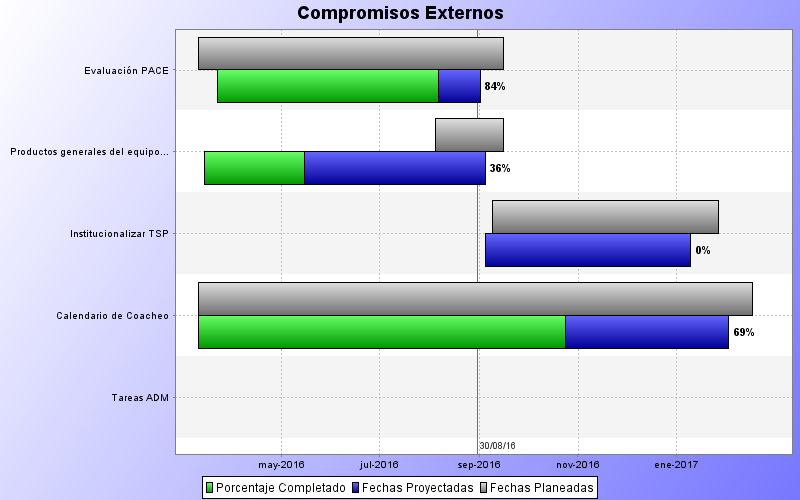 Compromisos Externos
Evaluación PACE
84%
Productos generales del equipo...
36%
Institucionalizar TSP
0%
Calendario de Coacheo
69%
Tareas ADM
30/08/16
may-2016 jul-2016 sep-2016 nov-2016 ene-2017
Porcentaje Completado Fechas Proyectadas Fechas Planeadas